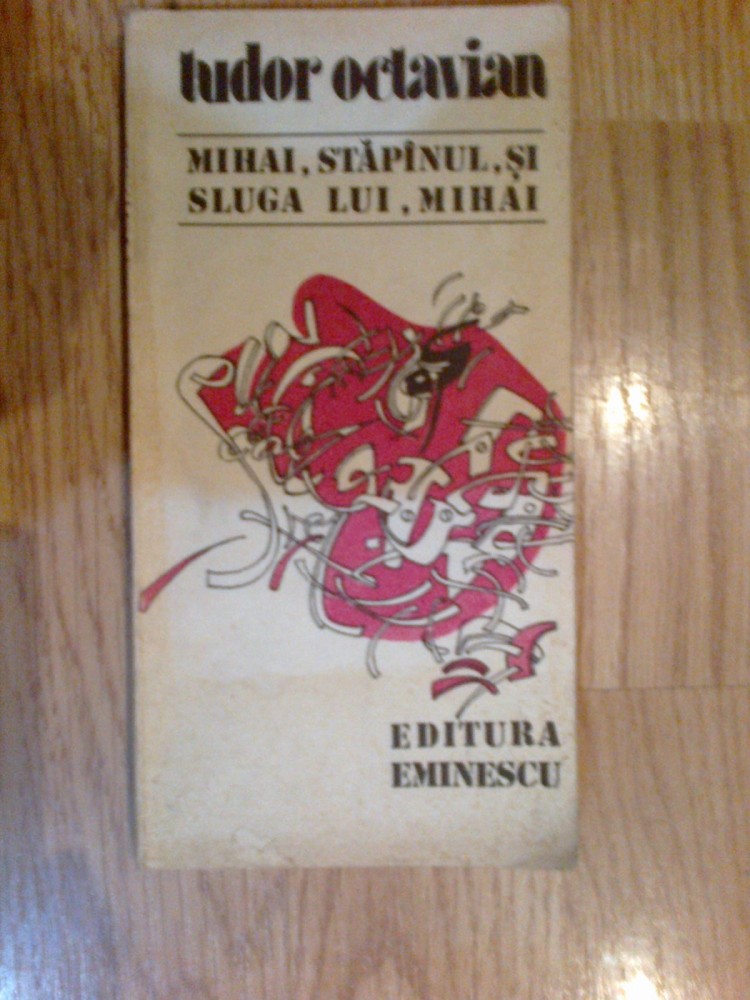 tudor octavian
MIHAI, STĂPÎNUL, ȘI
SLUGA LUI, MIHAI
EDITURA
EMINESCU